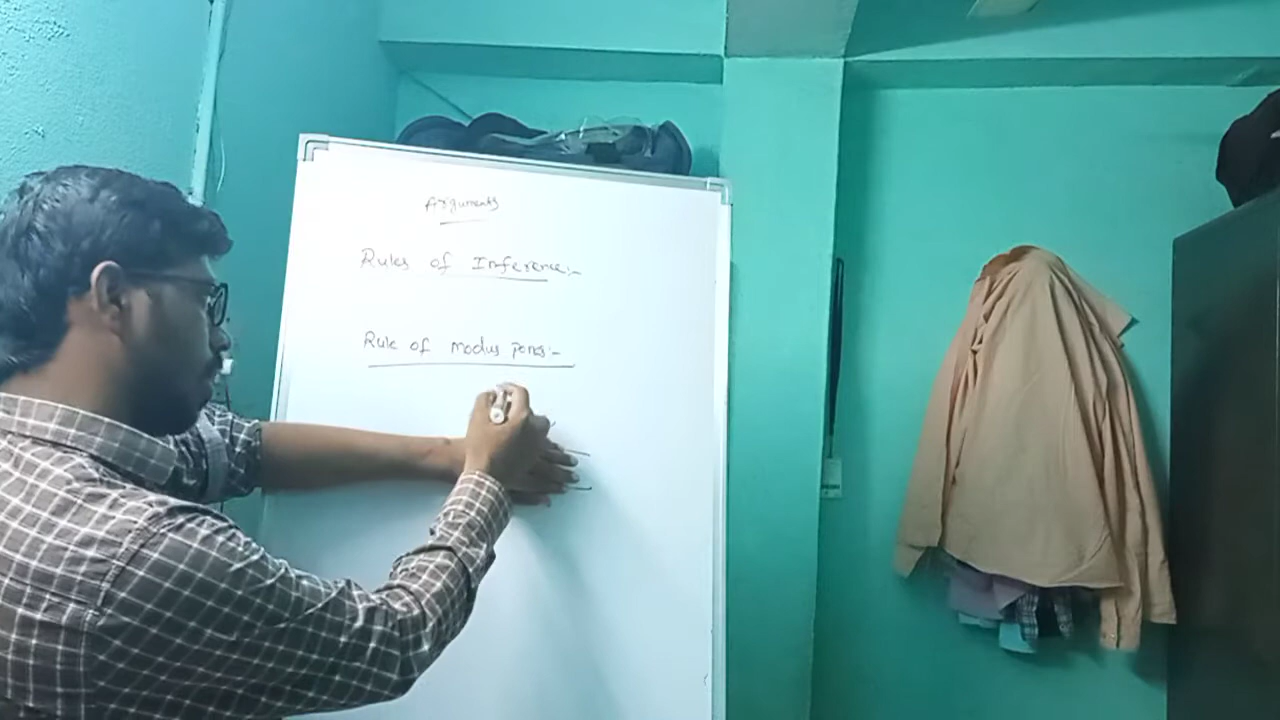 Arguments
Rules of Inference:-
Rule of modus pones:-